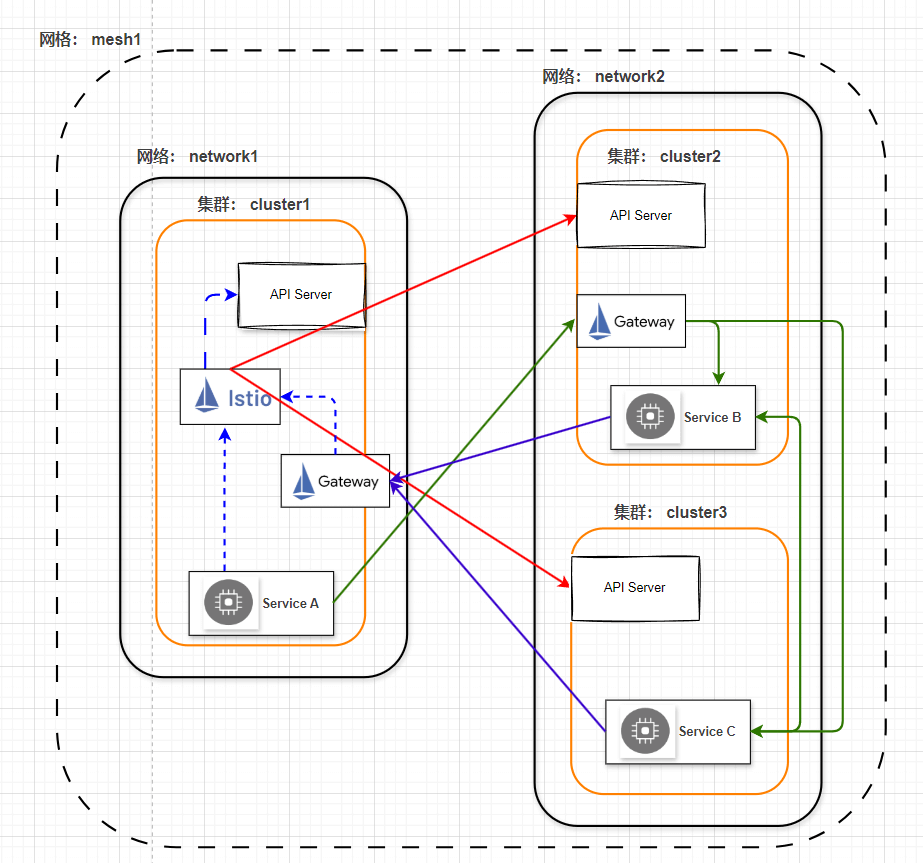 网格： mesh1
网络： network1
集群： cluster1
API Server
Istio
Gateway
Service A
网络： network2
集群： cluster2
API Server
Gateway
Service B
集群： cluster3
API Server
Service C